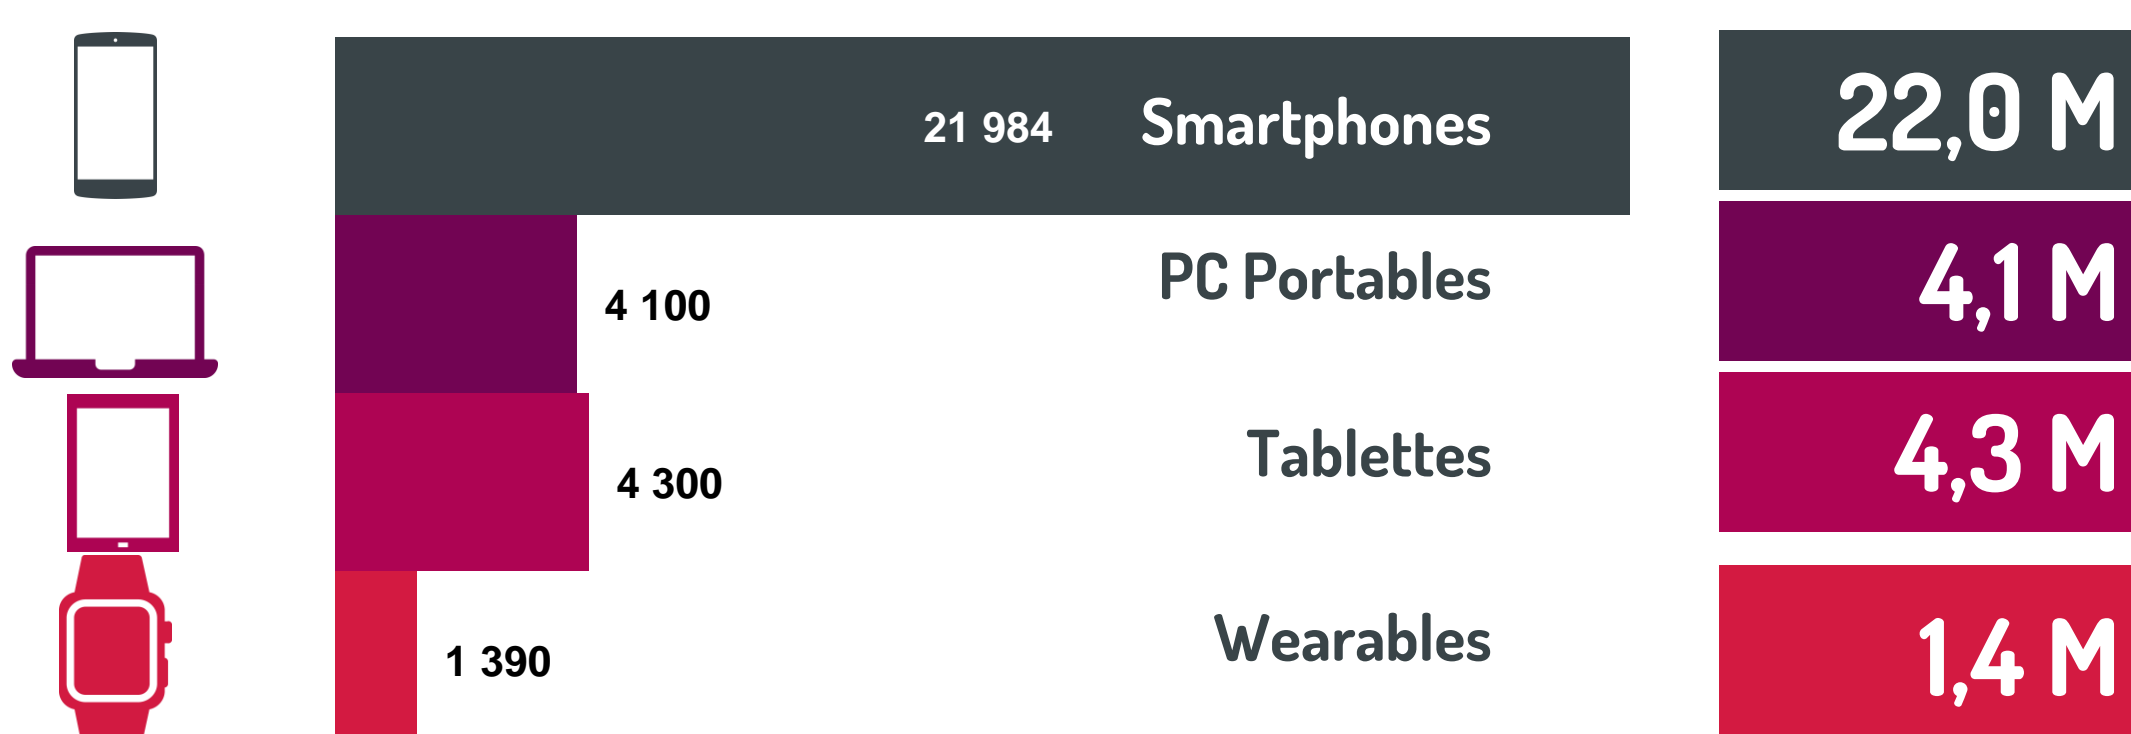 21 984 Smartphones 22,0 M
4 100 PC Portables 4,1 M
4 300 Tablettes 4,3 M
1 390 Wearables 1,4 M